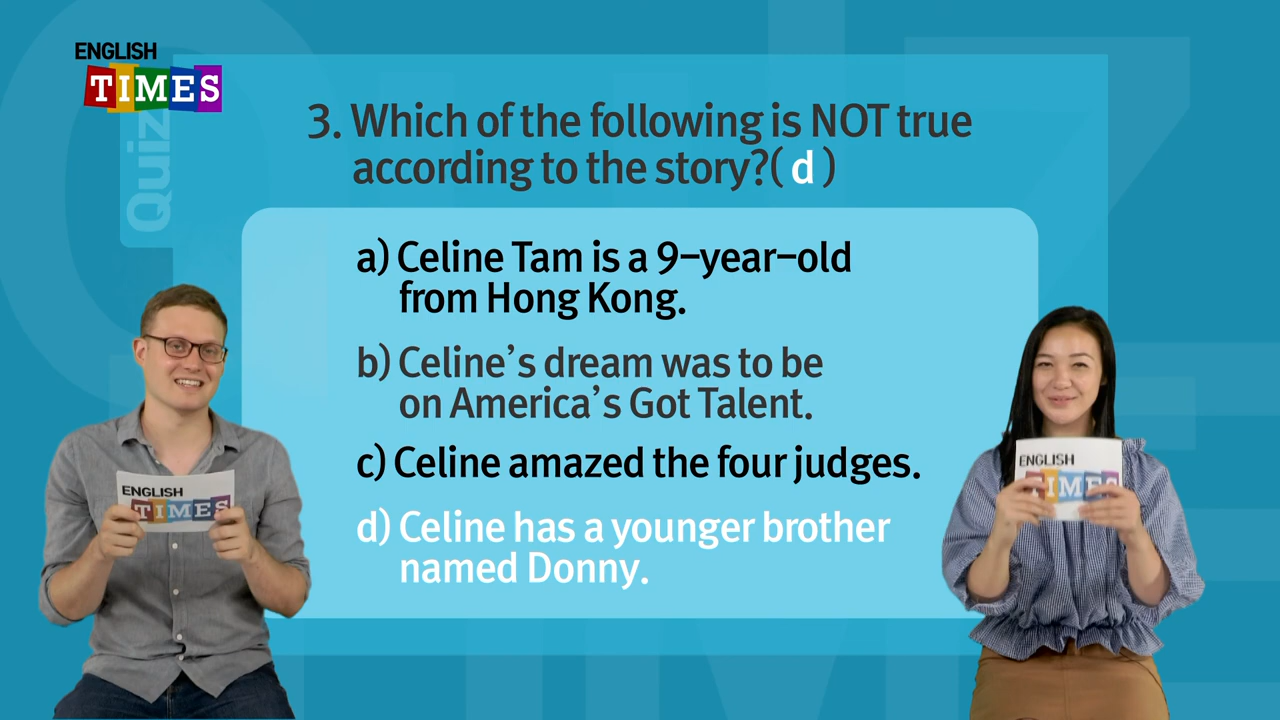 ENGLISH
TIMES
Quiz
3. Which of the following is NOT true
according to the story?( d )
a) Celine Tam is a 9-year-old
from Hong Kong.
b) Celine's dream was to be
on America's Got Talent.
c) Celine amazed the four judges.
d) Celine has a younger brother
named Donny.
ENGLISH
TIMES
ENGLISH
TIMES